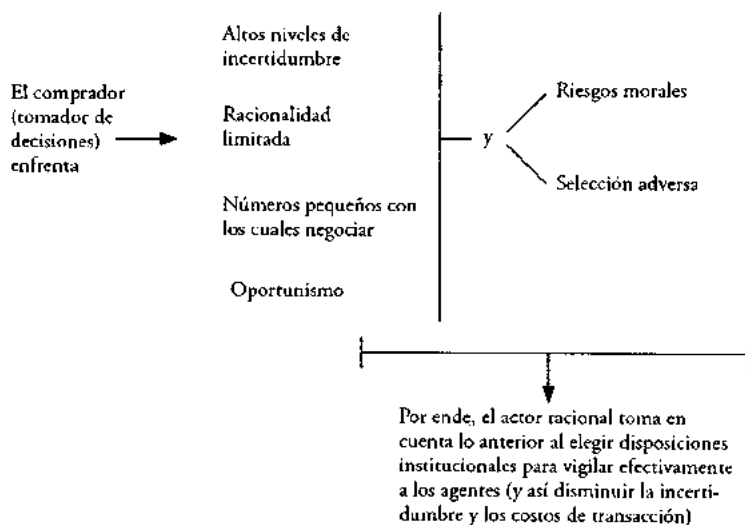 El comprador
(tomador de
decisiones)
enfrenta
Altos niveles de
incertidumbre
Racionalidad
limitada
Números pequeños con
los cuales negociar
Oportunismo
y
Riesgos morales
Selección adversa
Por ende, el actor racional toma en
cuenta lo anterior al elegir disposiciones
institucionales para vigilar efectivamente
a los agentes (y así disminuir la incerti-
dumbre y los costos de transacción)